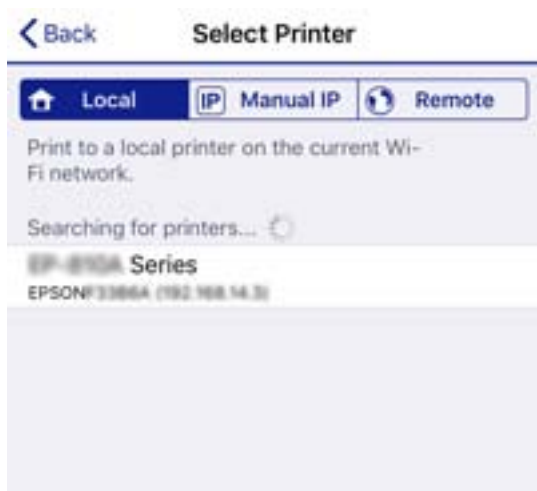 Back Select Printer
Local IP Manual IP Remote
Print to a local printer on the current Wi-
Fi network.
Searching for printers...
Series
EPSON